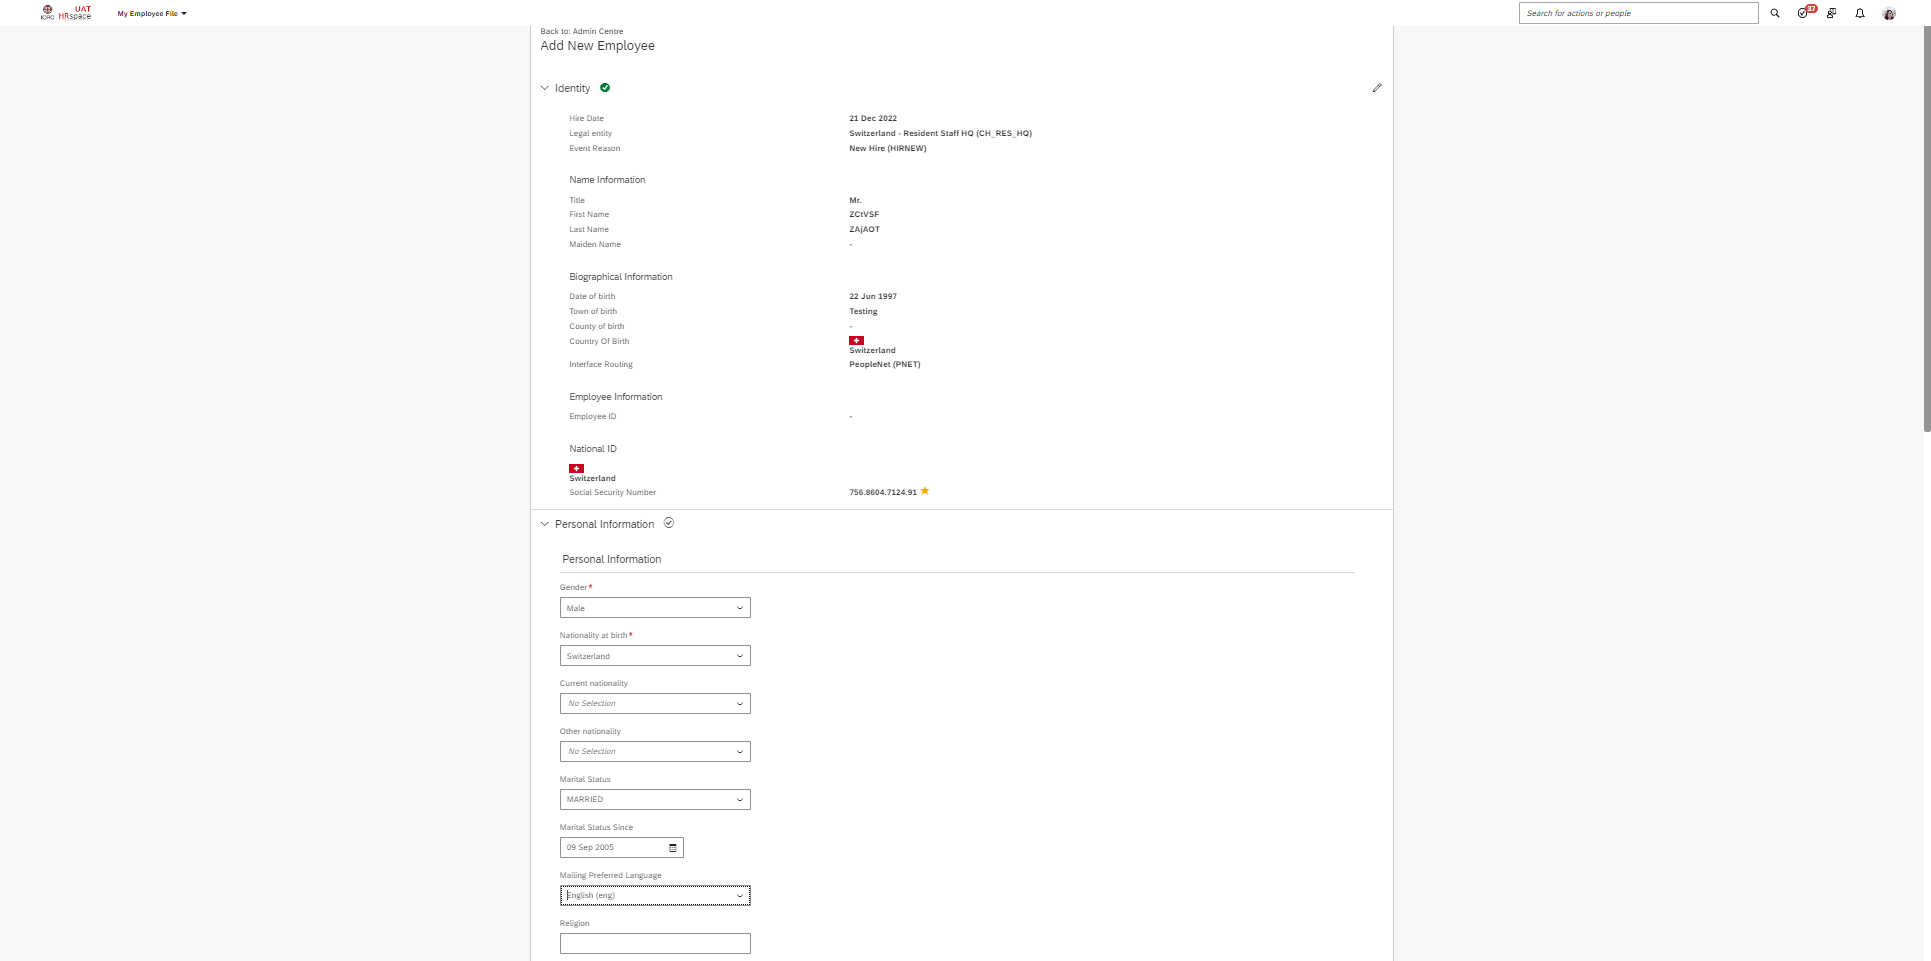 ICRC UAT HRspace My Employee File Search for actions or people 37
Back to: Admin Centre
Add New Employee
Identity
Hire Date 21 Dec 2022
Legal entity Switzerland - Resident Staff HQ (CH_RES_HQ)
Event Reason New Hire (HIRNEW)
Name Information
Title Mr.
First Name ZCtVSF
Last Name ZAjAOT
Maiden Name -
Biographical Information
Date of birth 22 Jun 1997
Town of birth Testing
County of birth -
Country Of Birth
Switzerland
Interface Routing PeopleNet (PNET)
Employee Information
Employee ID -
National ID
Switzerland
Social Security Number 756.8604.7124.91
Personal Information
Personal Information
Gender*
Male
Nationality at birth*
Switzerland
Current nationality
No Selection
Other nationality
No Selection
Marital Status
MARRIED
Marital Status Since
09 Sep 2005
Mailing Preferred Language
English (eng)
Religion